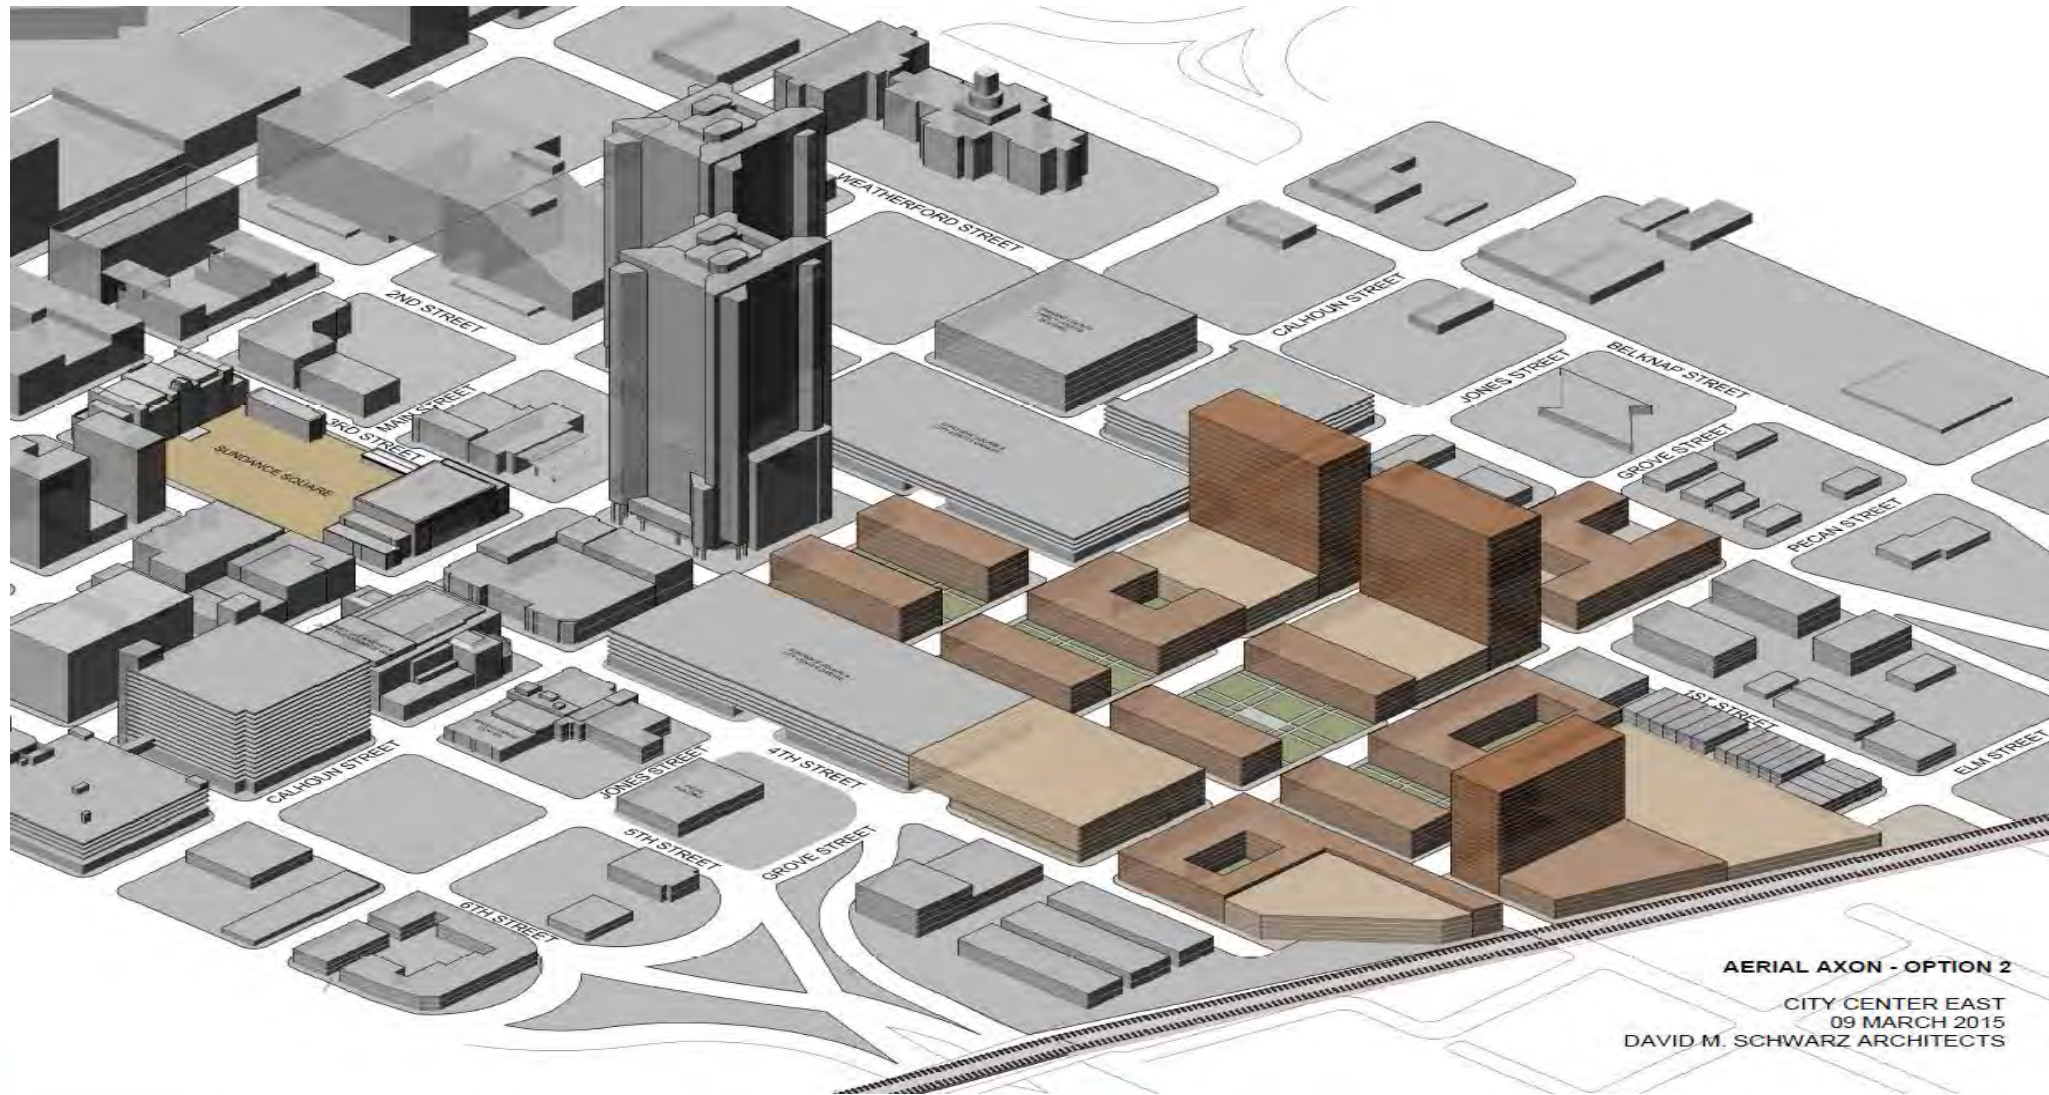 WEATHERFORD STREET
2ND STREET
CALHOUN STREET
BELKNAP STREET
JONES STREET
MAIN STREET
3RD STREET
SUNDANCE SQUARE
GROVE STREET
PECAN STREET
1ST STREET
ELM STREET
4TH STREET
CALHOUN STREET
JONES STREET
5TH STREET
GROVE STREET
6TH STREET
AERIAL AXON - OPTION 2
CITY CENTER EAST
09 MARCH 2015
DAVID M. SCHWARZ ARCHITECTS